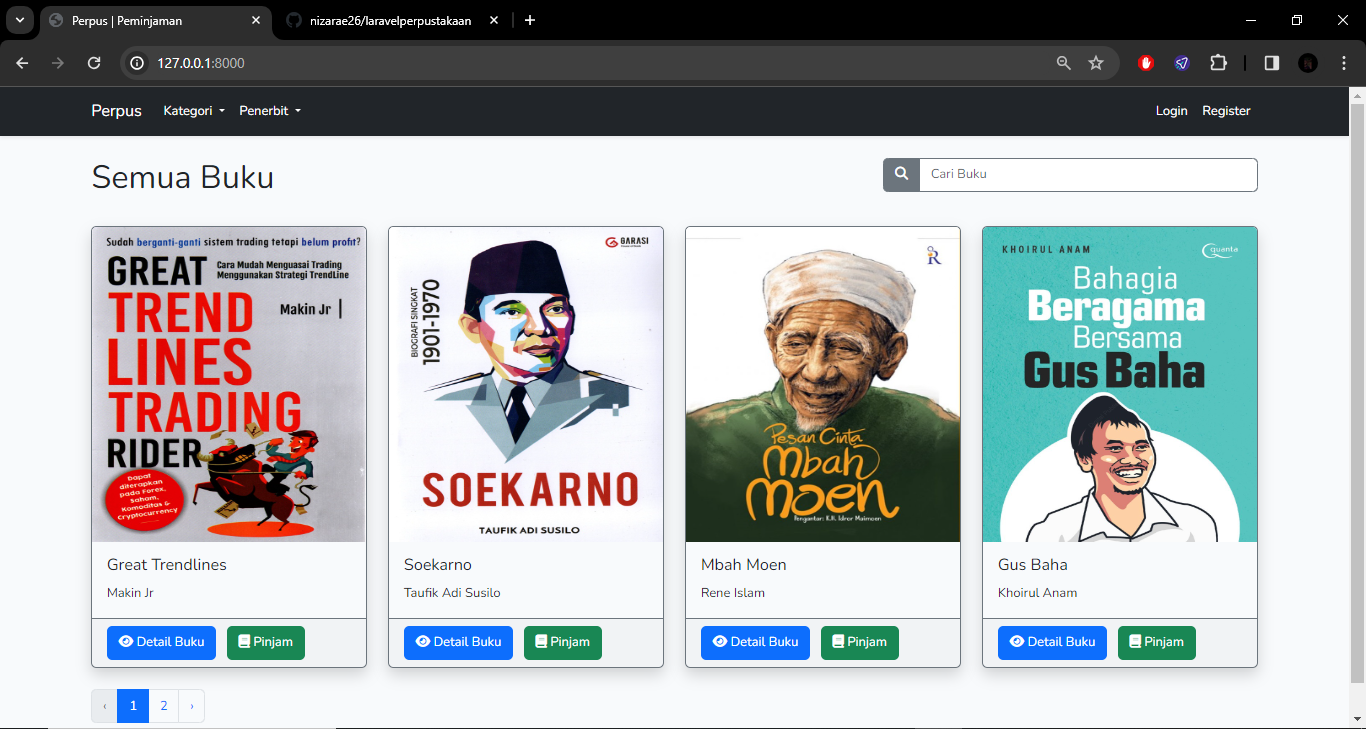 Perpus | Peminjaman
nizarae26/laravelperpustakaan
127.0.0.1:8000
Perpus
Kategori
Penerbit
Login
Register
Semua Buku
Cari Buku
Sudah berganti-ganti sistem trading tetapi belum profit?
GREAT
Cara Mudah Menguasai Trading
Menggunakan Strategi TrendLine
TREND
Makin Jr
LINES
TRADING
RIDER
Dapat
diterapkan
pada Forex,
Saham,
Komoditas &
Cryptocurrency
Great Trendlines
Makin Jr
Detail Buku
Pinjam
GARASI
BIOGRAFI SINGKAT
1901-1970
SOEKARNO
TAUFIK ADI SUSILO
Soekarno
Taufik Adi Susilo
Detail Buku
Pinjam
R
Pesan Cinta
Mbah
Moen
Pengantar: K.H. Idror Maimoen
Mbah Moen
Rene Islam
Detail Buku
Pinjam
KHOIRUL ANAM
quanta
Bahagia
Beragama
Bersama
Gus Baha
Gus Baha
Khoirul Anam
Detail Buku
Pinjam
‹ 1 2 ›